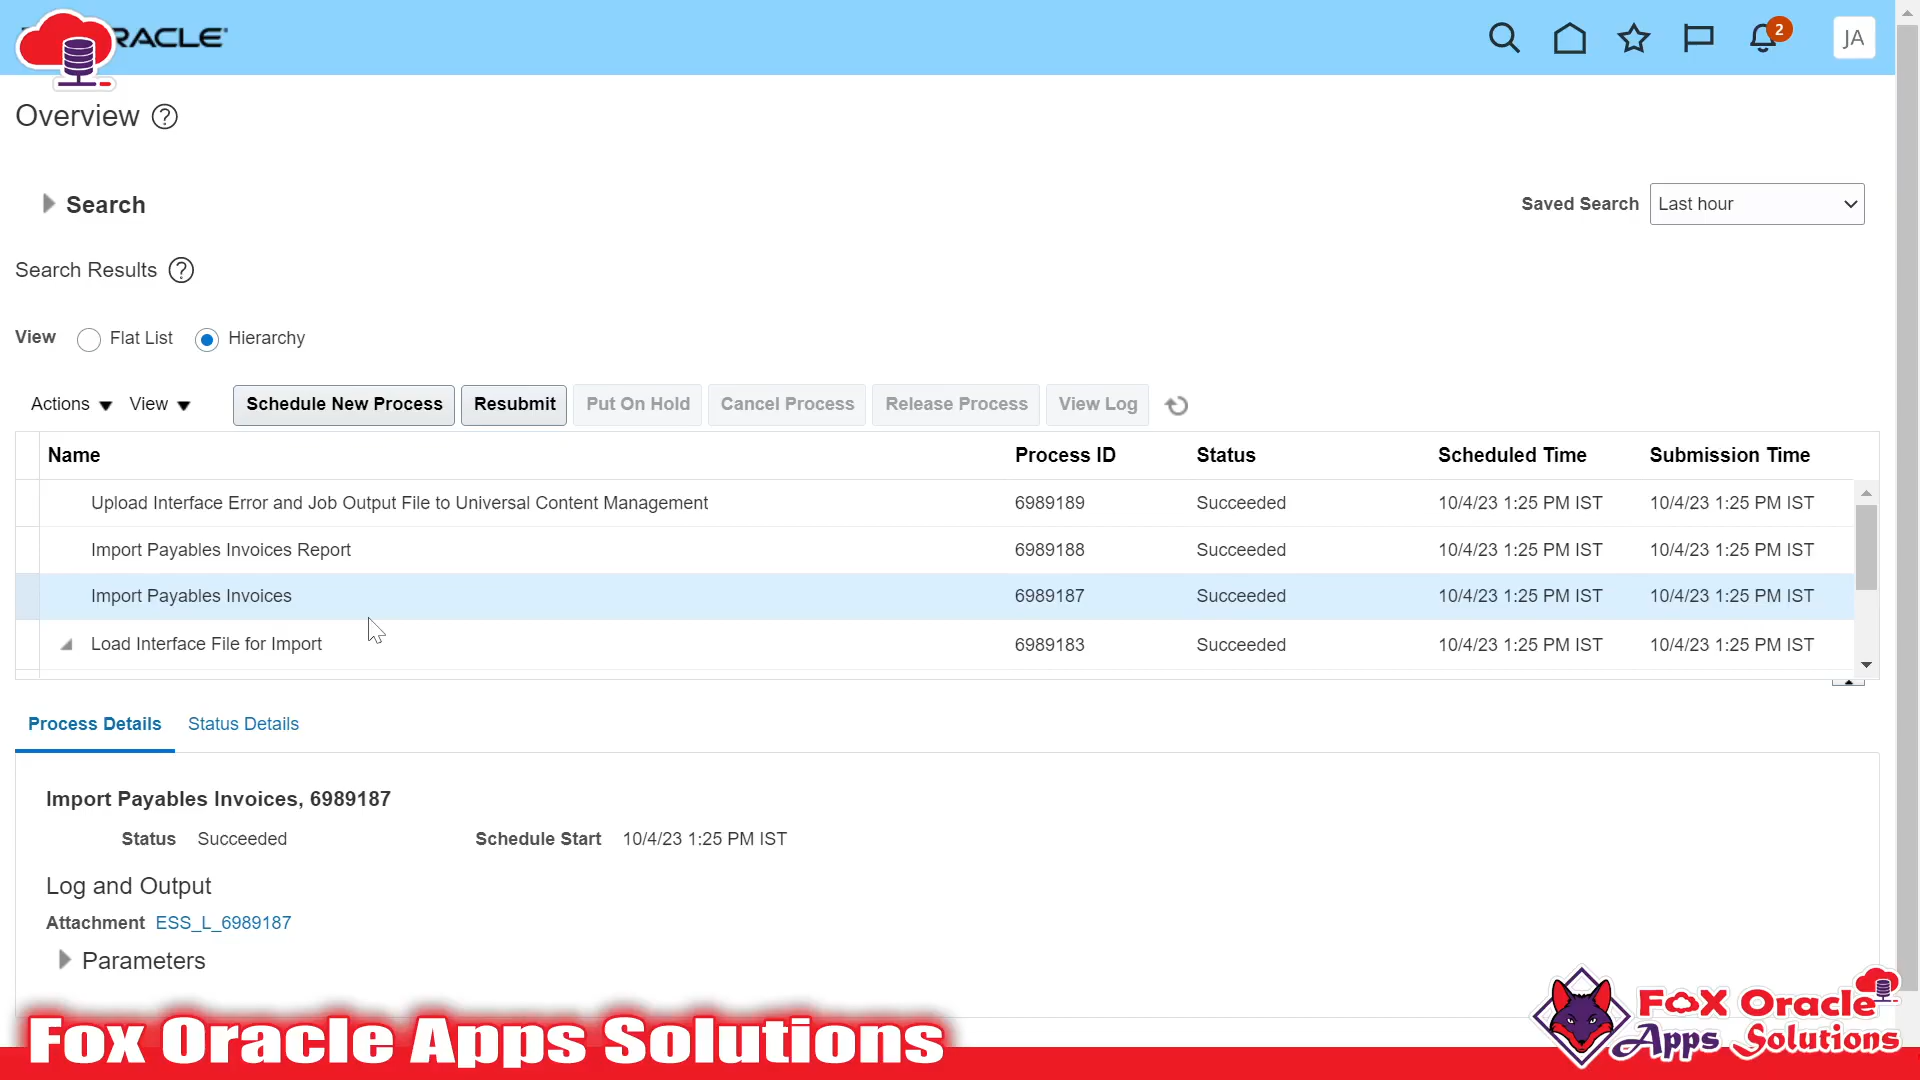 RACLE
2
JA
Overview ?
Search
Saved Search Last hour
Search Results ?
View Flat List Hierarchy
Actions View Schedule New Process Resubmit Put On Hold Cancel Process Release Process View Log
Name Process ID Status Scheduled Time Submission Time
Upload Interface Error and Job Output File to Universal Content Management 6989189 Succeeded 10/4/23 1:25 PM IST 10/4/23 1:25 PM IST
Import Payables Invoices Report 6989188 Succeeded 10/4/23 1:25 PM IST 10/4/23 1:25 PM IST
Import Payables Invoices 6989187 Succeeded 10/4/23 1:25 PM IST 10/4/23 1:25 PM IST
Load Interface File for Import 6989183 Succeeded 10/4/23 1:25 PM IST 10/4/23 1:25 PM IST
Process Details Status Details
Import Payables Invoices, 6989187
Status Succeeded Schedule Start 10/4/23 1:25 PM IST
Log and Output
Attachment ESS_L_6989187
Parameters
Fox Oracle Apps Solutions
Fox Oracle
Apps Solutions